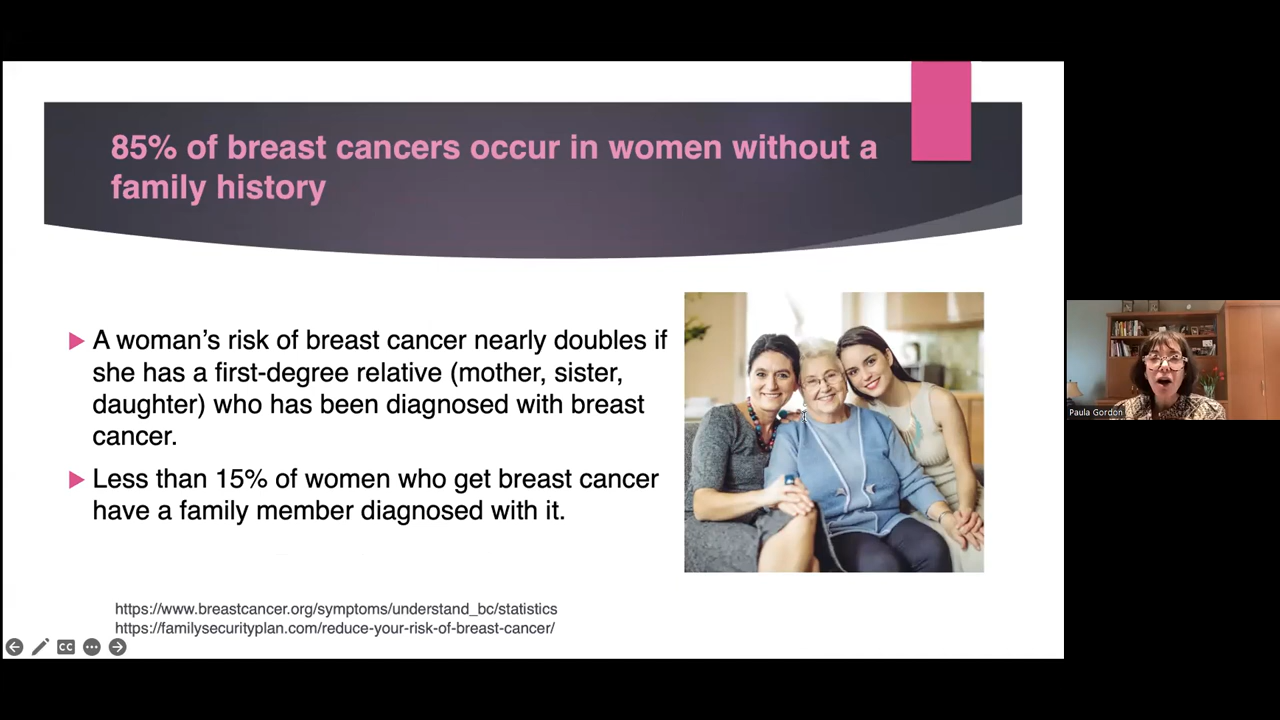 85% of breast cancers occur in women without a
family history
A woman’s risk of breast cancer nearly doubles if
she has a first-degree relative (mother, sister,
daughter) who has been diagnosed with breast
cancer.
Less than 15% of women who get breast cancer
have a family member diagnosed with it.
https://www.breastcancer.org/symptoms/understand_bc/statistics
https://familysecurityplan.com/reduce-your-risk-of-breast-cancer/
CC
Paula Gordon